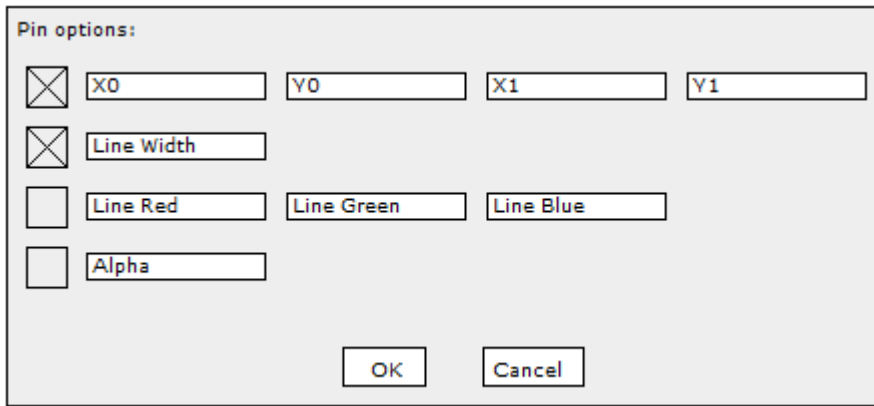 Pin options:
X0 Y0 X1 Y1
Line Width
Line Red Line Green Line Blue
Alpha
OK Cancel